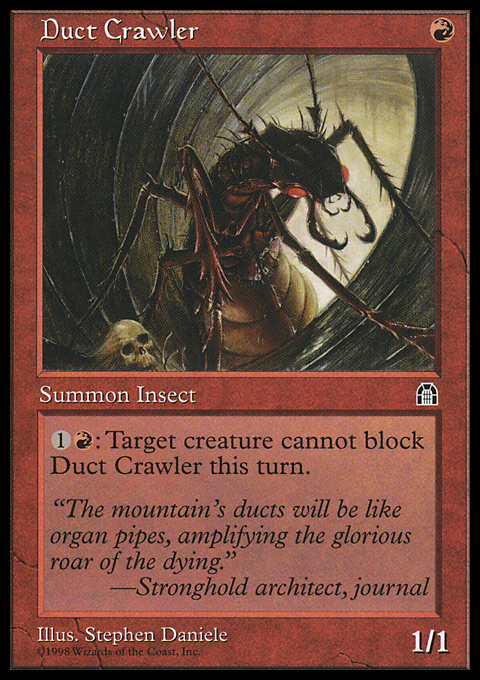 Duct Crawler
Summon Insect
1: Target creature cannot block
Duct Crawler this turn.
“The mountain’s ducts will be like
organ pipes, amplifying the glorious
roar of the dying.”
—Stronghold architect, journal
Illus. Stephen Daniele
1/1
©1998 Wizards of the Coast, Inc.